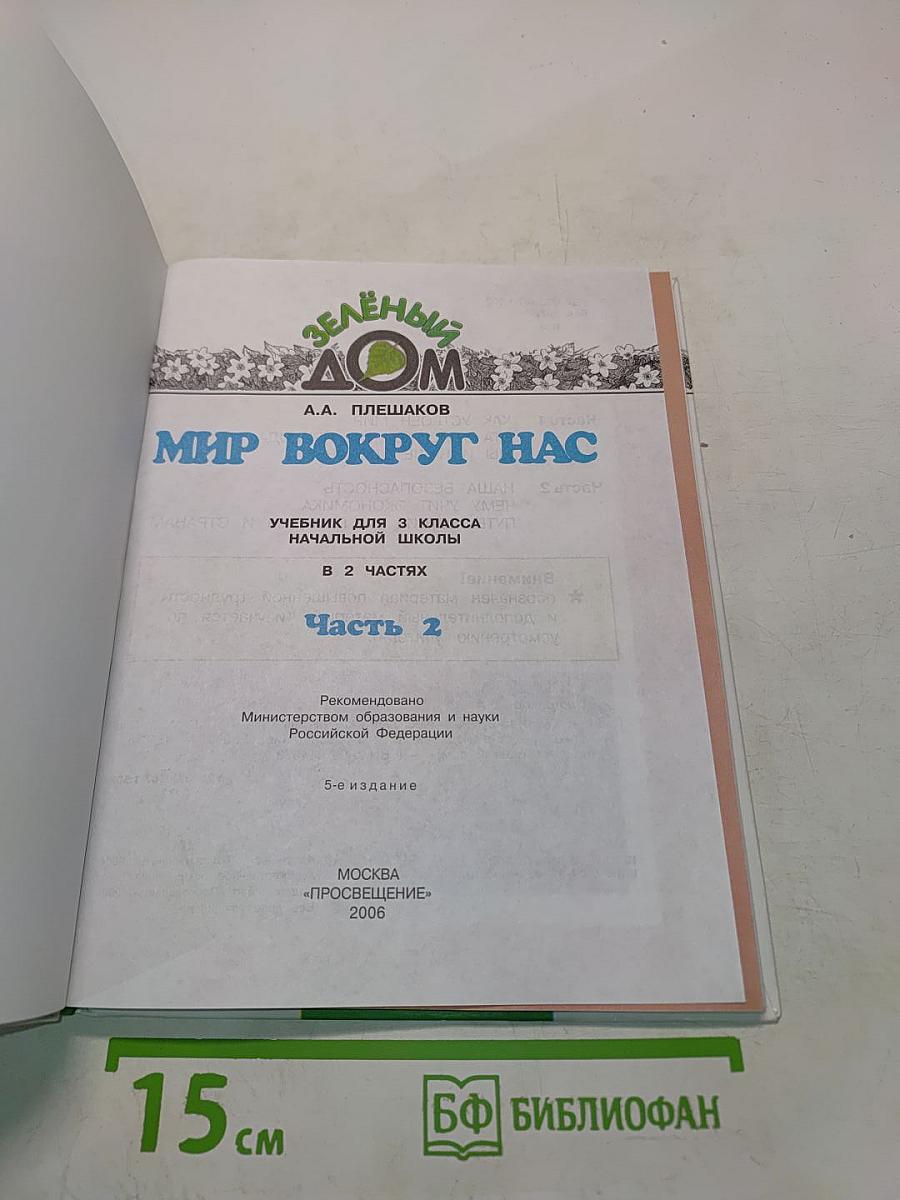 ЗЕЛЁНЫЙ
ДОМ
А.А. ПЛЕШАКОВ
МИР ВОКРУГ НАС
УЧЕБНИК ДЛЯ 3 КЛАССА
НАЧАЛЬНОЙ ШКОЛЫ
В 2 ЧАСТЯХ
Часть 2
Рекомендовано
Министерством образования и науки
Российской Федерации
5-е издание
МОСКВА
«ПРОСВЕЩЕНИЕ»
2006
15 см
БФ БИБЛИОФАН